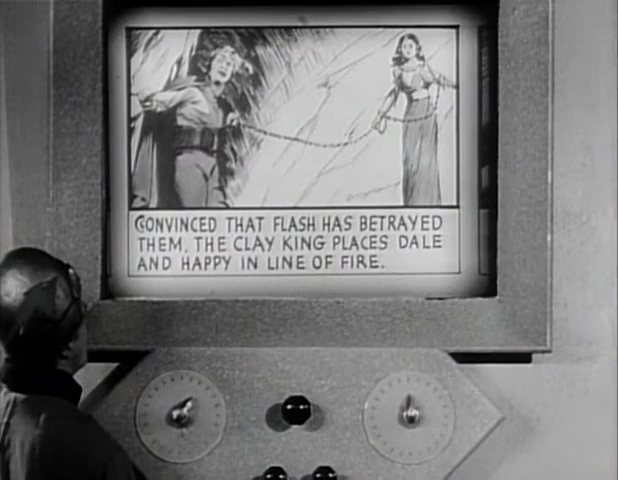 CONVINCED THAT FLASH HAS BETRAYED
THEM, THE CLAY KING PLACES DALE
AND HAPPY IN LINE OF FIRE.